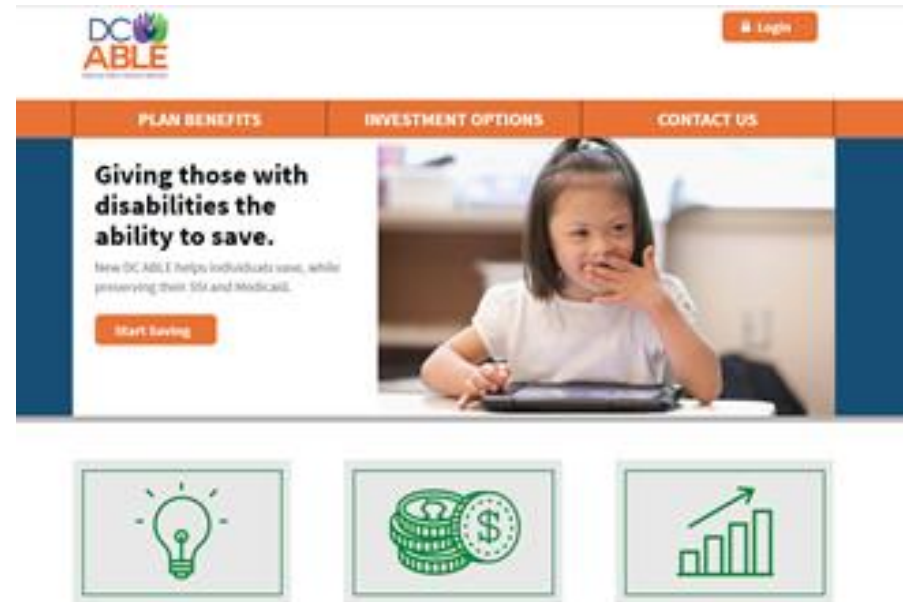 DC
ABLE
Login
PLAN BENEFITS
INVESTMENT OPTIONS
CONTACT US
Giving those with
disabilities the
ability to save.
New DC ABLE helps individuals save, while
preserving their SSI and Medicaid.
Start Saving
$